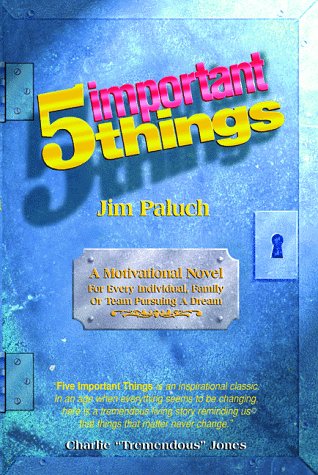 5 important
things
Jim Paluch
A Motivational Novel
For Every Individual, Family
Or Team Pursuing A Dream
"Five Important Things is an inspirational classic.
In an age when everything seems to be changing,
here is a tremendous living story reminding us
that things that matter never change."
Charlie "Tremendous" Jones